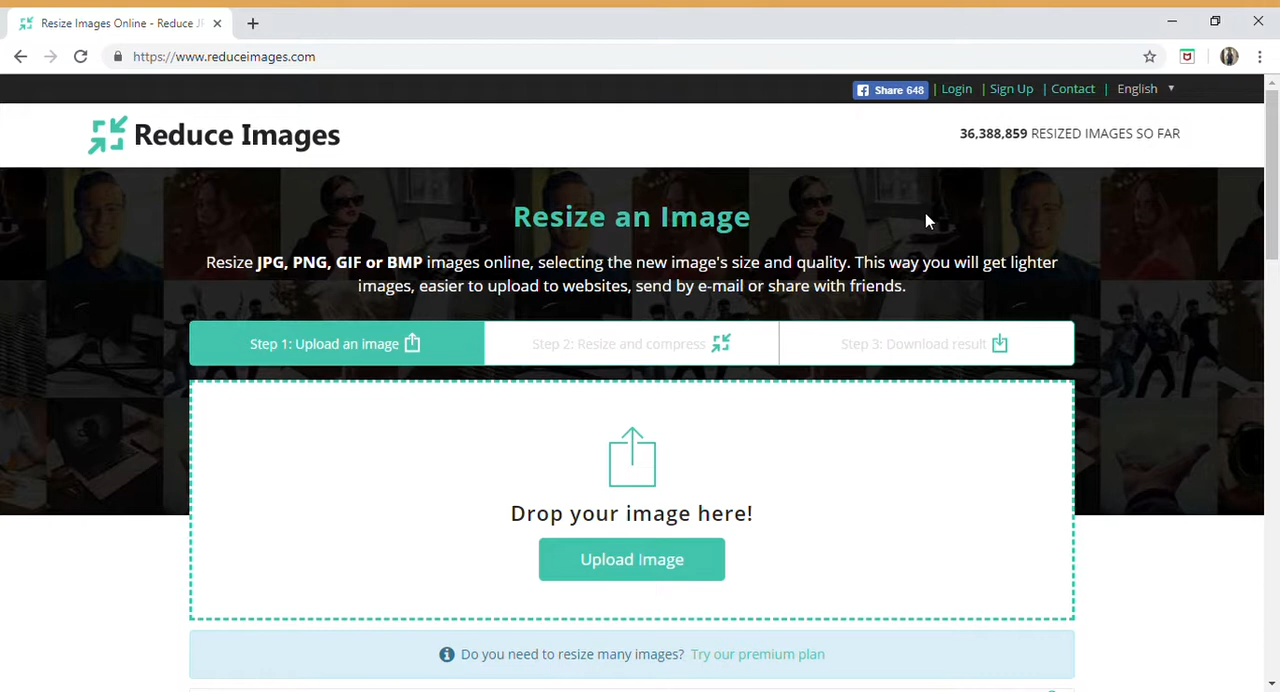 Resize Images Online - Reduce J
https://www.reduceimages.com
Share 648 | Login | Sign Up | Contact | English ▼
Reduce Images
36,388,859 RESIZED IMAGES SO FAR
Resize an Image
Resize JPG, PNG, GIF or BMP images online, selecting the new image's size and quality. This way you will get lighter
images, easier to upload to websites, send by e-mail or share with friends.
Step 1: Upload an image
Step 2: Resize and compress
Step 3: Download result
Drop your image here!
Upload Image
Do you need to resize many images? Try our premium plan